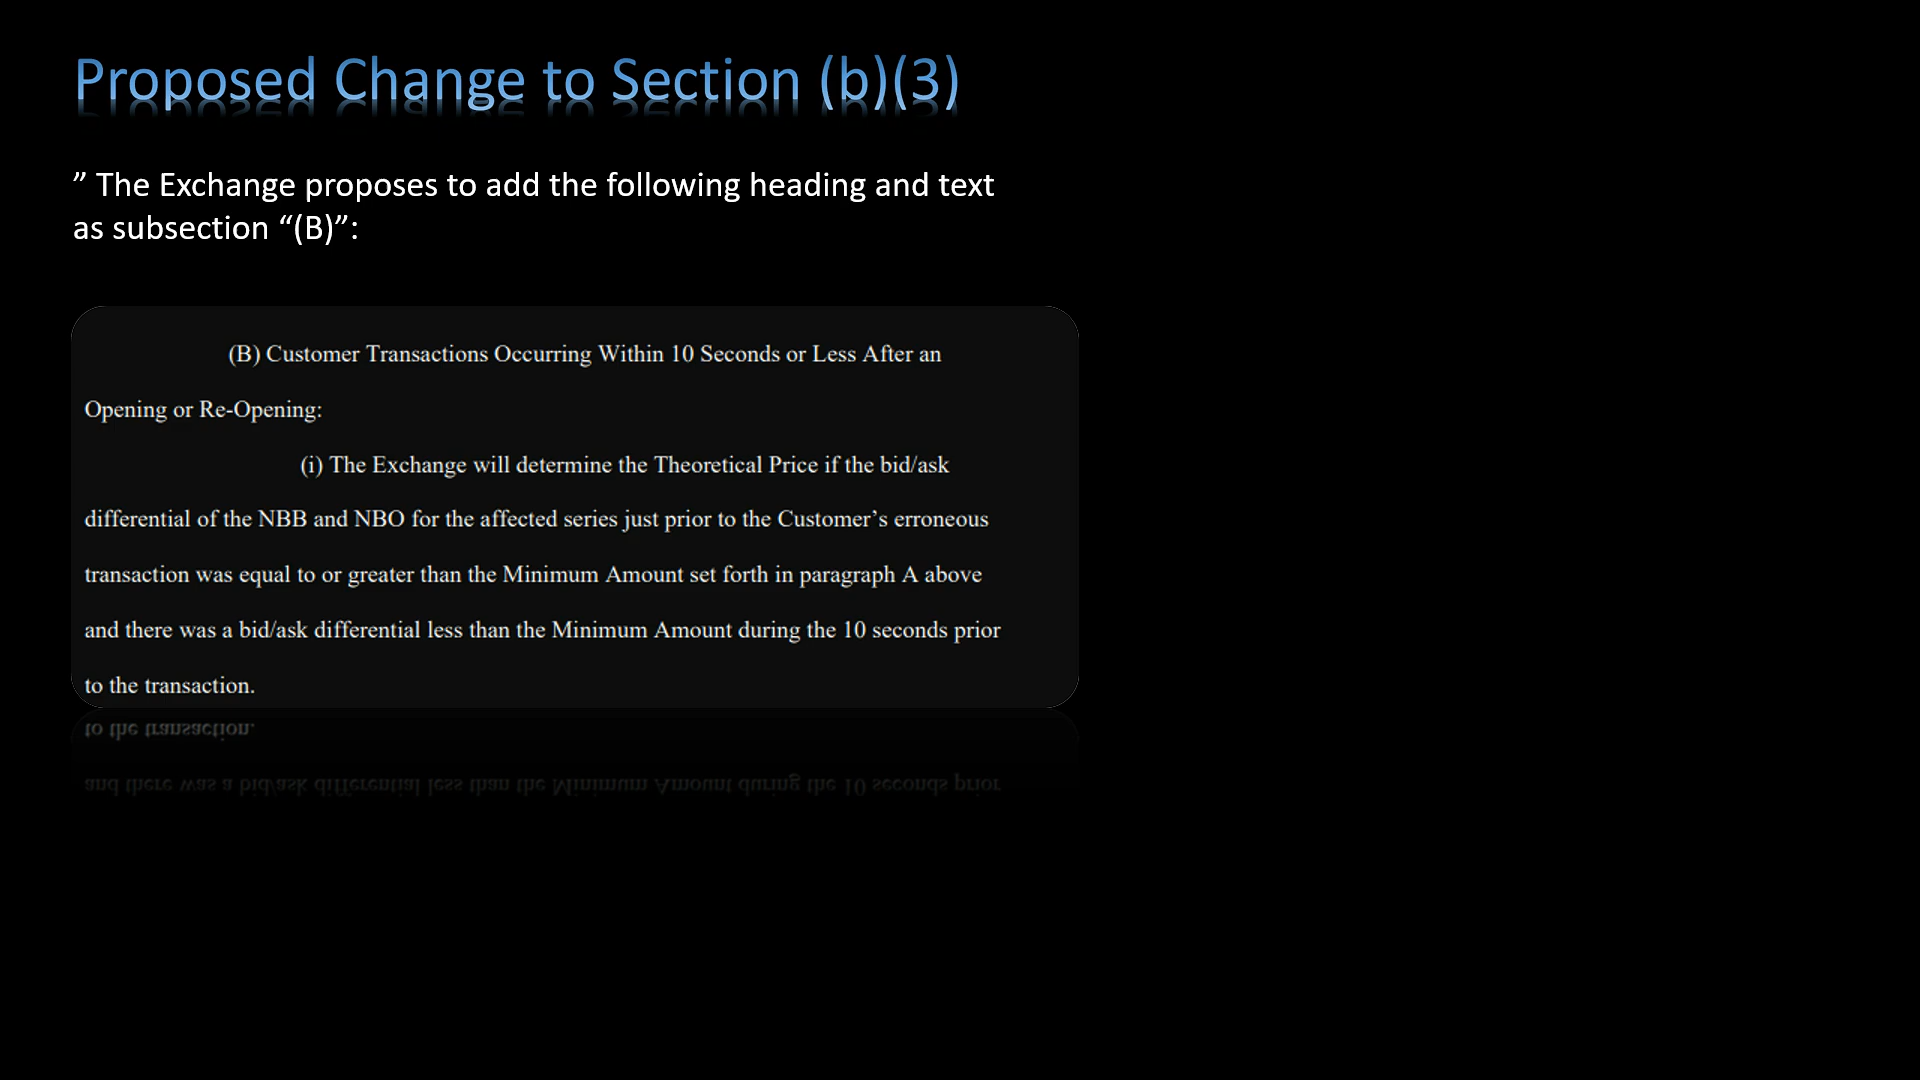 Proposed Change to Section (b)(3)
” The Exchange proposes to add the following heading and text
as subsection “(B)”:
(B) Customer Transactions Occurring Within 10 Seconds or Less After an
Opening or Re-Opening:
(i) The Exchange will determine the Theoretical Price if the bid/ask
differential of the NBB and NBO for the affected series just prior to the Customer’s erroneous
transaction was equal to or greater than the Minimum Amount set forth in paragraph A above
and there was a bid/ask differential less than the Minimum Amount during the 10 seconds prior
to the transaction.